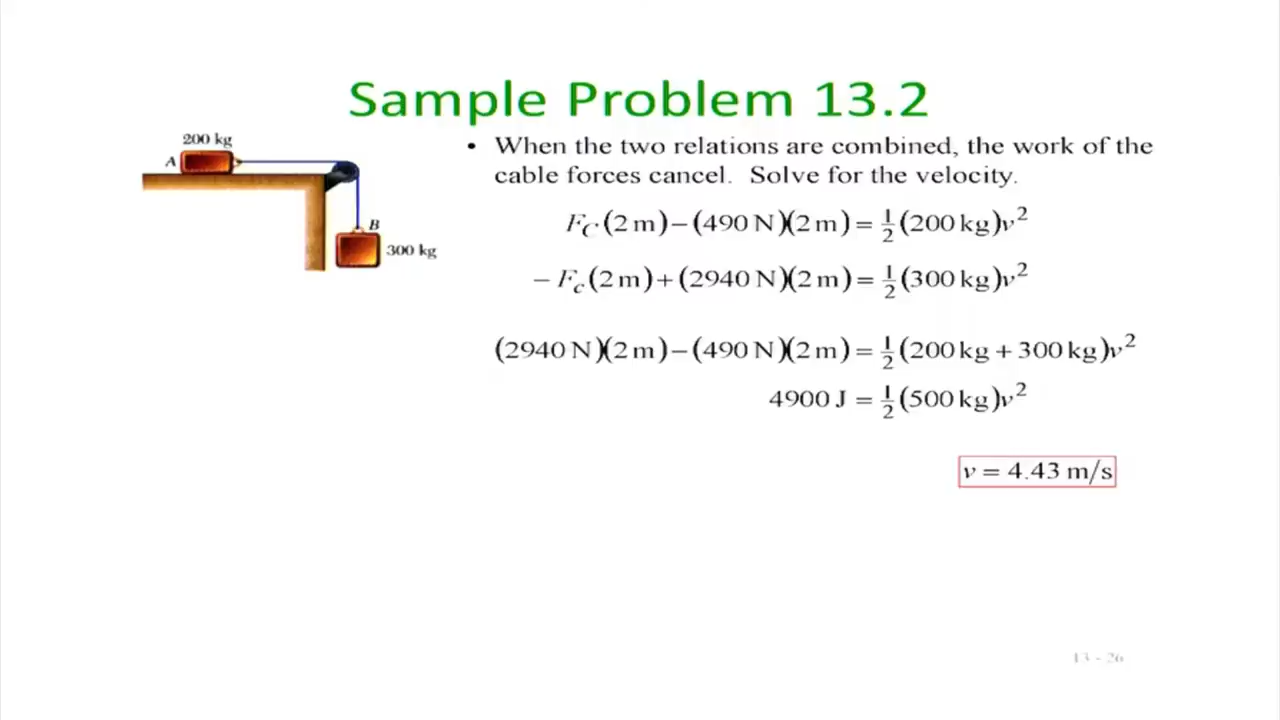 Sample Problem 13.2
200 kg
A
B
300 kg
• When the two relations are combined, the work of the
cable forces cancel. Solve for the velocity.
F_C(2 m) − (490 N)(2 m) = ½(200 kg)v²
− F_c(2 m) + (2940 N)(2 m) = ½(300 kg)v²
(2940 N)(2 m) − (490 N)(2 m) = ½(200 kg + 300 kg)v²
4900 J = ½(500 kg)v²
v = 4.43 m/s
13 - 26